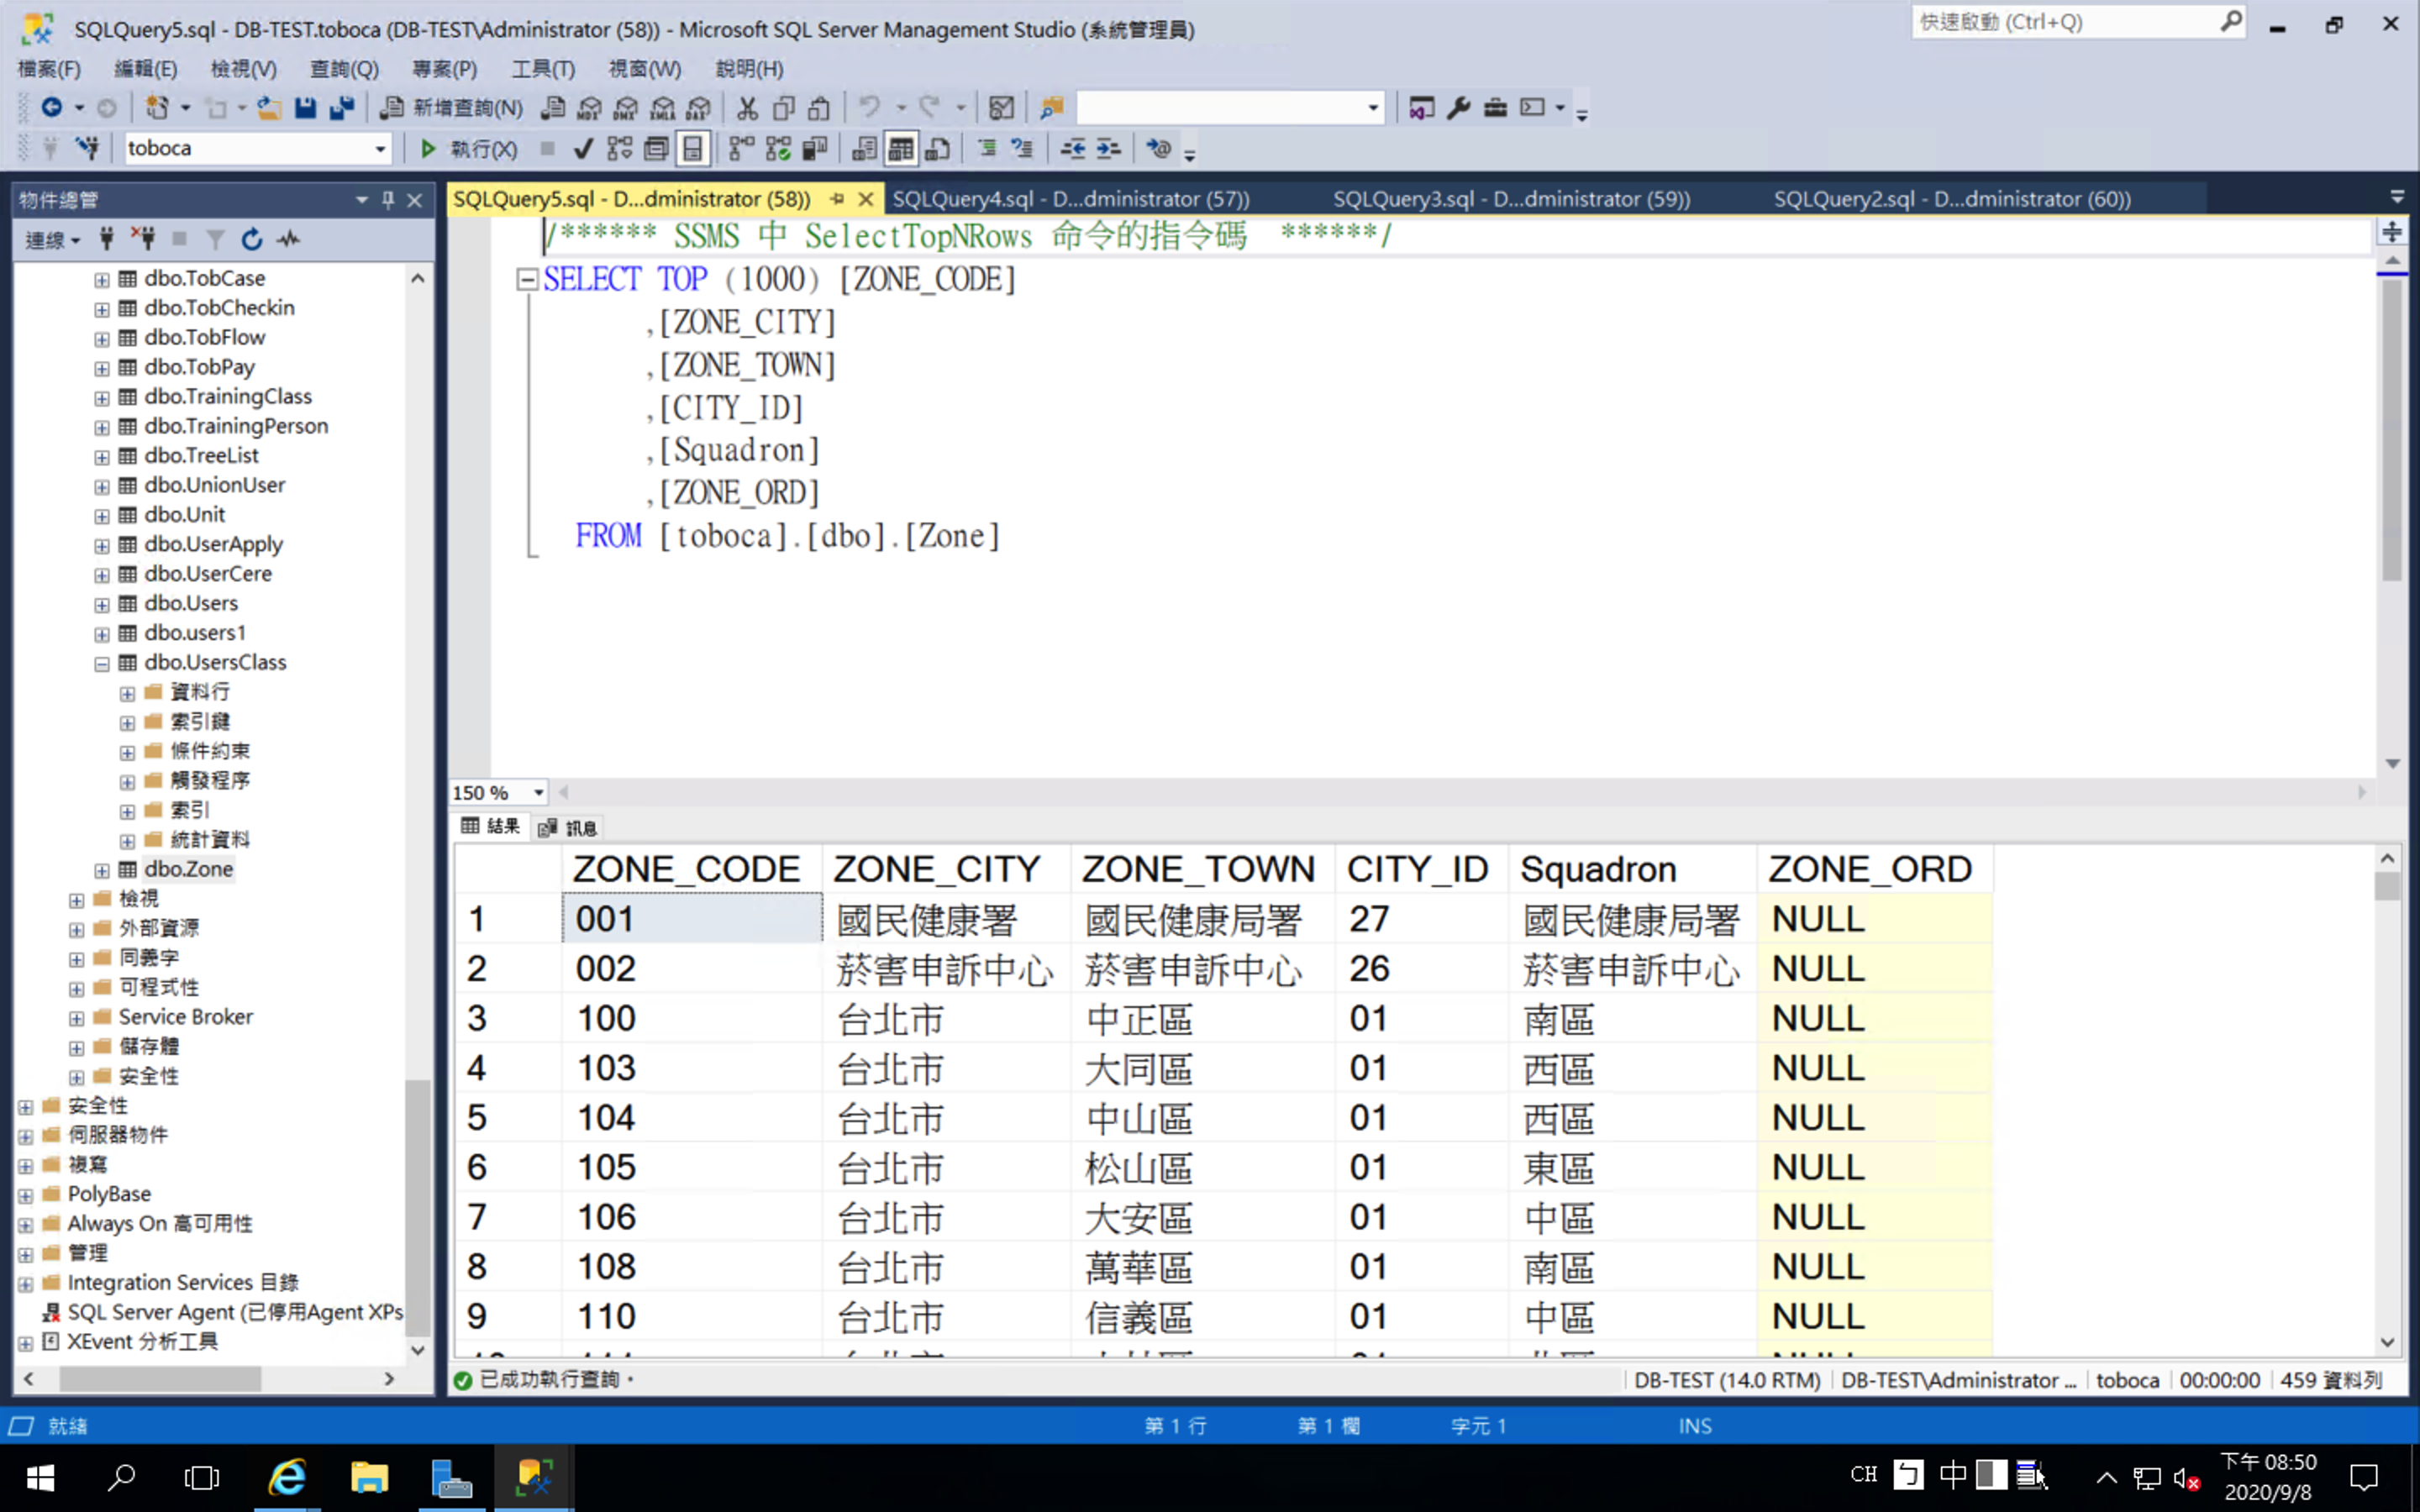 SQLQuery5.sql - DB-TEST.toboca (DB-TEST\Administrator (58)) - Microsoft SQL Server Management Studio (系統管理員)
快速啟動 (Ctrl+Q)
檔案(F) 編輯(E) 檢視(V) 查詢(Q) 專案(P) 工具(T) 視窗(W) 說明(H)
新增查詢(N) MDX DMX XMLA DAX
toboca 執行(X)
物件總管
連線
dbo.TobCase
dbo.TobCheckin
dbo.TobFlow
dbo.TobPay
dbo.TrainingClass
dbo.TrainingPerson
dbo.TreeList
dbo.UnionUser
dbo.Unit
dbo.UserApply
dbo.UserCere
dbo.Users
dbo.users1
dbo.UsersClass
資料行
索引鍵
條件約束
觸發程序
索引
統計資料
dbo.Zone
檢視
外部資源
同義字
可程式性
Service Broker
儲存體
安全性
安全性
伺服器物件
複寫
PolyBase
Always On 高可用性
管理
Integration Services 目錄
SQL Server Agent (已停用Agent XPs
XEvent 分析工具
SQLQuery5.sql - D...dministrator (58)) SQLQuery4.sql - D...dministrator (57)) SQLQuery3.sql - D...dministrator (59)) SQLQuery2.sql - D...dministrator (60))
/****** SSMS 中 SelectTopNRows 命令的指令碼  ******/
SELECT TOP (1000) [ZONE_CODE]
,[ZONE_CITY]
,[ZONE_TOWN]
,[CITY_ID]
,[Squadron]
,[ZONE_ORD]
FROM [toboca].[dbo].[Zone]
150 %
結果 訊息
ZONE_CODE ZONE_CITY ZONE_TOWN CITY_ID Squadron ZONE_ORD
1 001 國民健康署 國民健康局署 27 國民健康局署 NULL
2 002 菸害申訴中心 菸害申訴中心 26 菸害申訴中心 NULL
3 100 台北市 中正區 01 南區 NULL
4 103 台北市 大同區 01 西區 NULL
5 104 台北市 中山區 01 西區 NULL
6 105 台北市 松山區 01 東區 NULL
7 106 台北市 大安區 01 中區 NULL
8 108 台北市 萬華區 01 南區 NULL
9 110 台北市 信義區 01 中區 NULL
已成功執行查詢。 DB-TEST (14.0 RTM) DB-TEST\Administrator ... toboca 00:00:00 459 資料列
就緒 第 1 行 第 1 欄 字元 1 INS
CH ㄅ 中
下午 08:50
2020/9/8